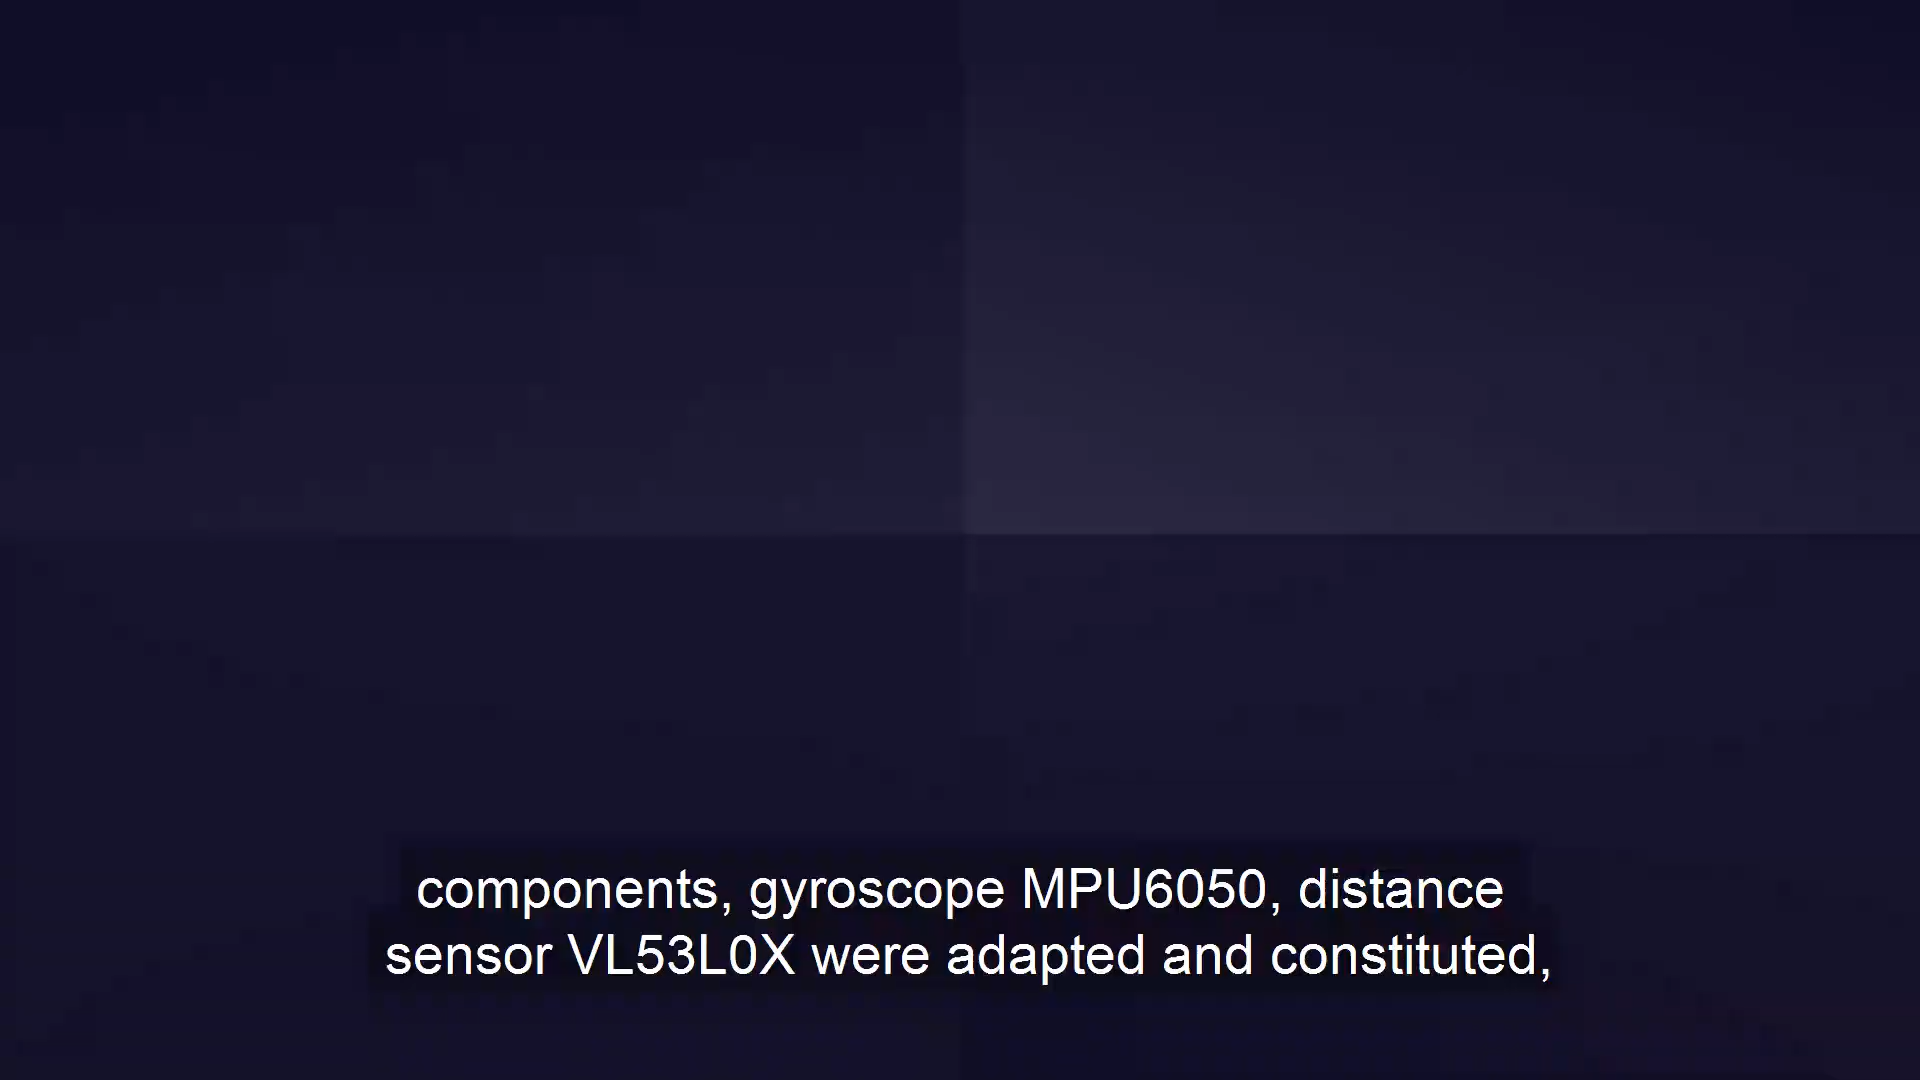 components, gyroscope MPU6050, distance
sensor VL53L0X were adapted and constituted,